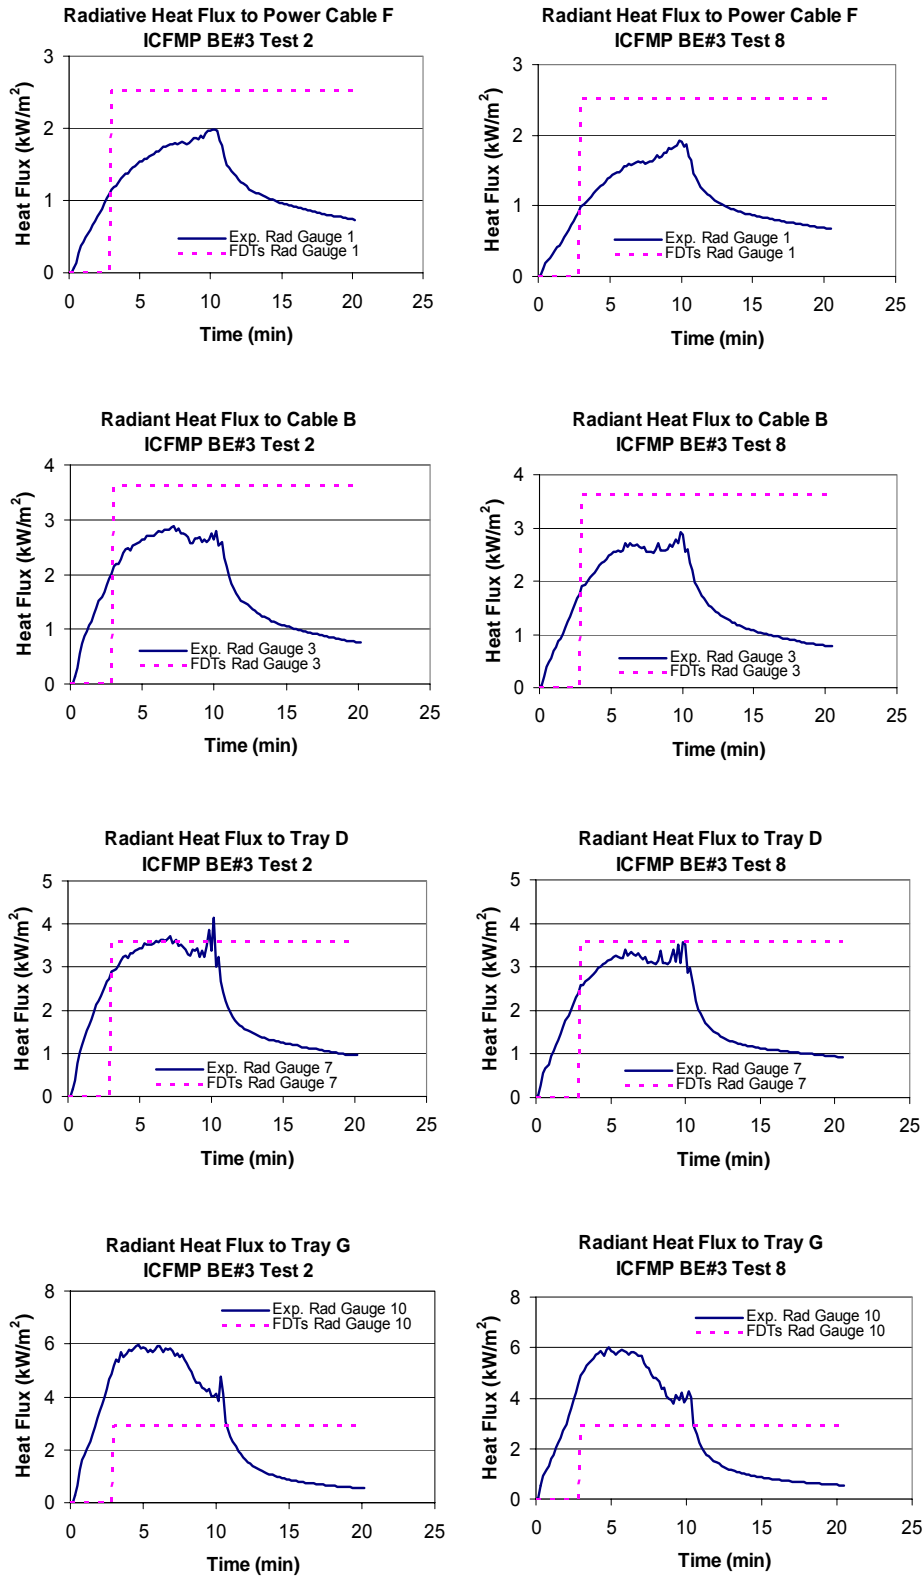 Radiative Heat Flux to Power Cable F
ICFMP BE#3 Test 2
Heat Flux (kW/m²)
3
2
1
0
Exp. Rad Gauge 1
FDTs Rad Gauge 1
0 5 10 15 20 25
Time (min)
Radiant Heat Flux to Power Cable F
ICFMP BE#3 Test 8
Heat Flux (kW/m²)
3
2
1
0
Exp. Rad Gauge 1
FDTs Rad Gauge 1
0 5 10 15 20 25
Time (min)
Radiant Heat Flux to Cable B
ICFMP BE#3 Test 2
Heat Flux (kW/m²)
4
3
2
1
0
Exp. Rad Gauge 3
FDTs Rad Gauge 3
0 5 10 15 20 25
Time (min)
Radiant Heat Flux to Cable B
ICFMP BE#3 Test 8
Heat Flux (kW/m²)
4
3
2
1
0
Exp. Rad Gauge 3
FDTs Rad Gauge 3
0 5 10 15 20 25
Time (min)
Radiant Heat Flux to Tray D
ICFMP BE#3 Test 2
Heat Flux (kW/m²)
5
4
3
2
1
0
Exp. Rad Gauge 7
FDTs Rad Gauge 7
0 5 10 15 20 25
Time (min)
Radiant Heat Flux to Tray D
ICFMP BE#3 Test 8
Heat Flux (kW/m²)
5
4
3
2
1
0
Exp. Rad Gauge 7
FDTs Rad Gauge 7
0 5 10 15 20 25
Time (min)
Radiant Heat Flux to Tray G
ICFMP BE#3 Test 2
Heat Flux (kW/m²)
8
6
4
2
0
Exp. Rad Gauge 10
FDTs Rad Gauge 10
0 5 10 15 20 25
Time (min)
Radiant Heat Flux to Tray G
ICFMP BE#3 Test 8
Heat Flux (kW/m²)
8
6
4
2
0
Exp. Rad Gauge 10
FDTs Rad Gauge 10
0 5 10 15 20 25
Time (min)